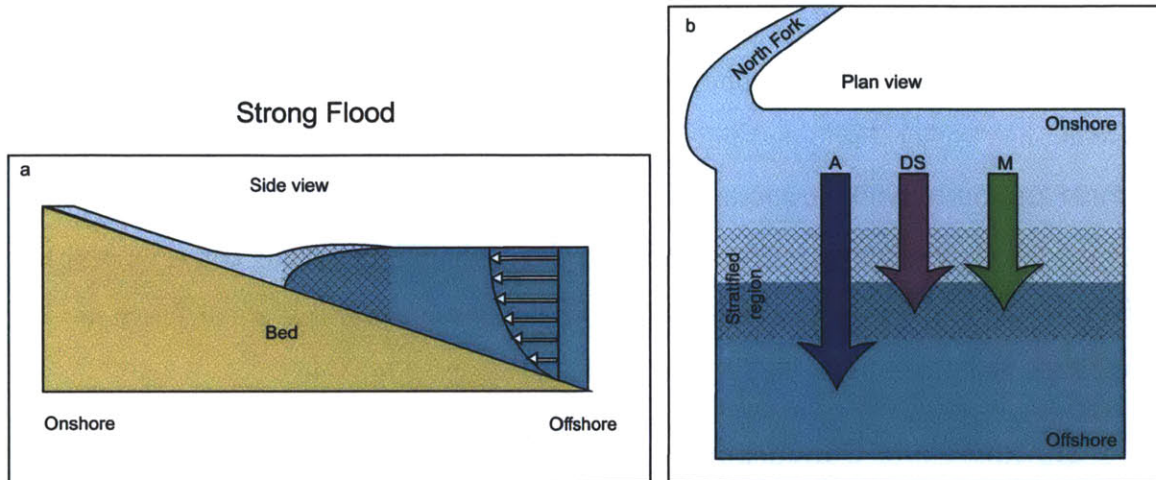 Strong Flood
a
Side view
Bed
Onshore
Offshore
b
North Fork
Plan view
Onshore
A
DS
M
Stratified
region
Offshore